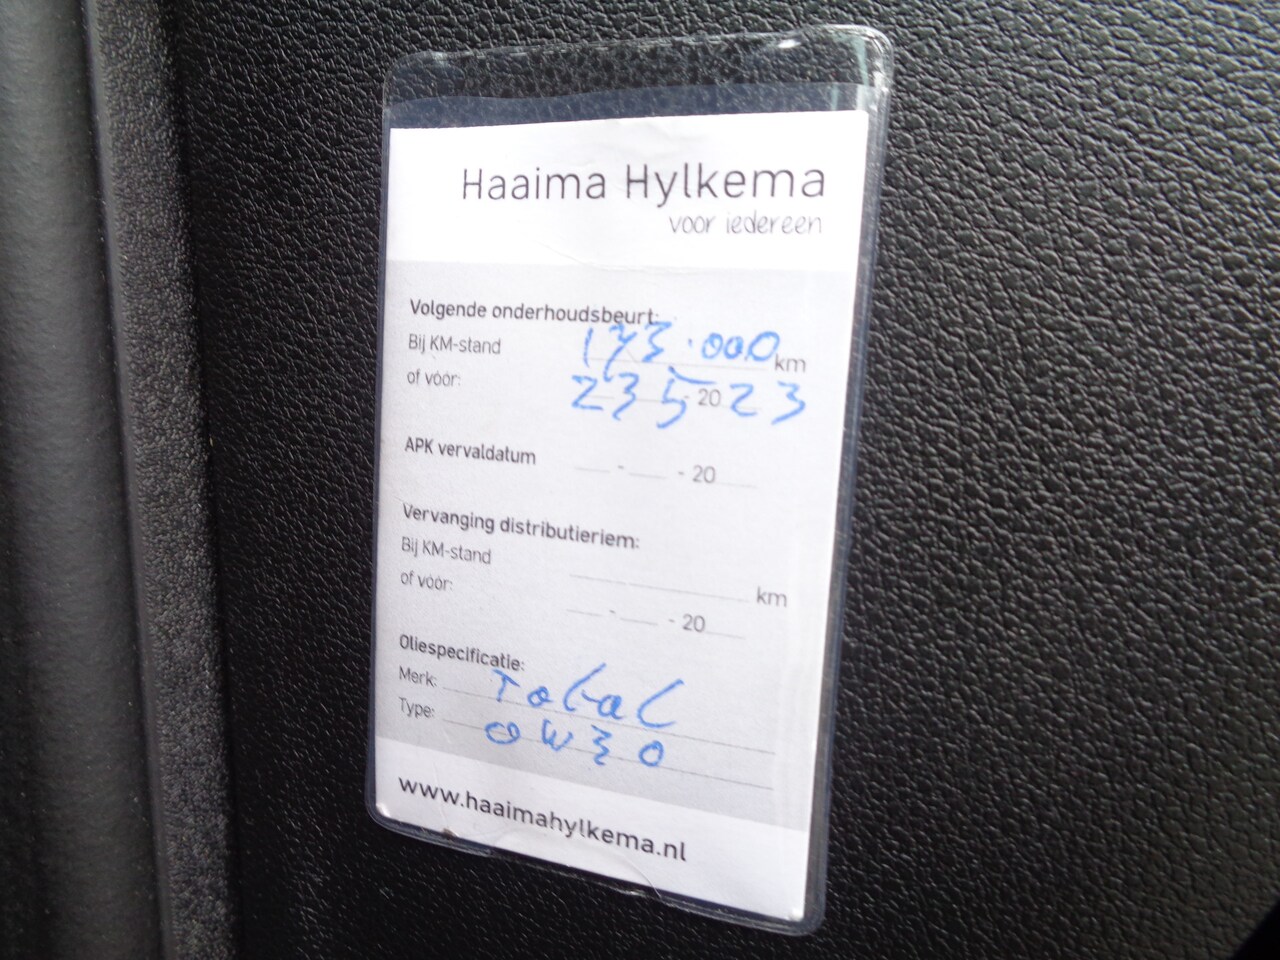 Haaima Hylkema
voor iedereen
Volgende onderhoudsbeurt:
Bij KM-stand 173.000 km
of vóór: 23 5 - 20 23
APK vervaldatum - - 20
Vervanging distributieriem:
Bij KM-stand km
of vóór: - - 20
Oliespecificatie:
Merk: Total
Type: 0W30
www.haaimahylkema.nl